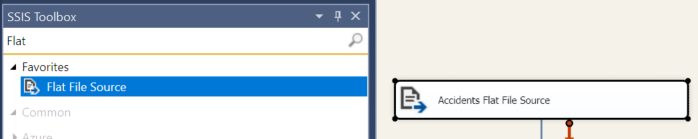 SSIS Toolbox
Flat
Favorites
Flat File Source
Common
Azure
Accidents Flat File Source